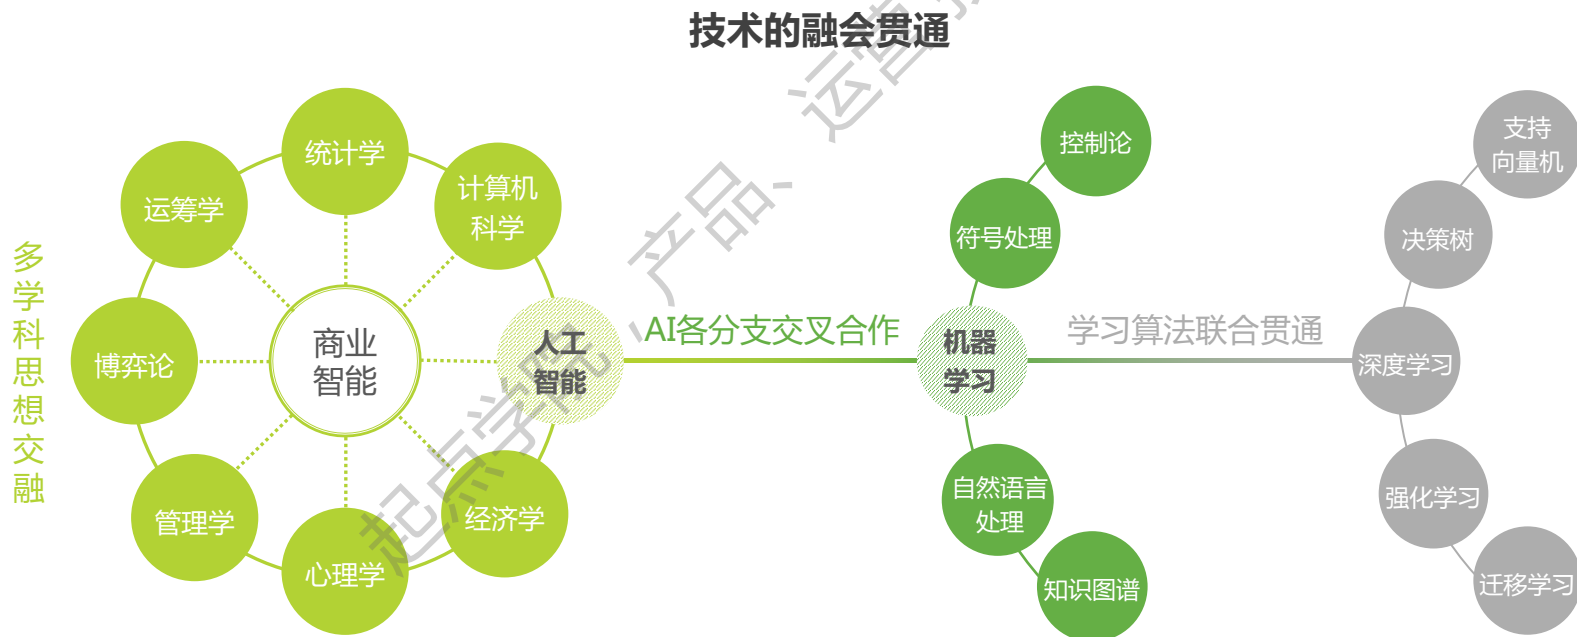 技术的融会贯通
多学科思想交融
统计学
计算机
科学
运筹学
博弈论
管理学
心理学
经济学
商业
智能
人工
智能
AI各分支交叉合作
控制论
符号处理
机器
学习
自然语言
处理
知识图谱
学习算法联合贯通
支持
向量机
决策树
深度学习
强化学习
迁移学习
起点学院、产品、运营